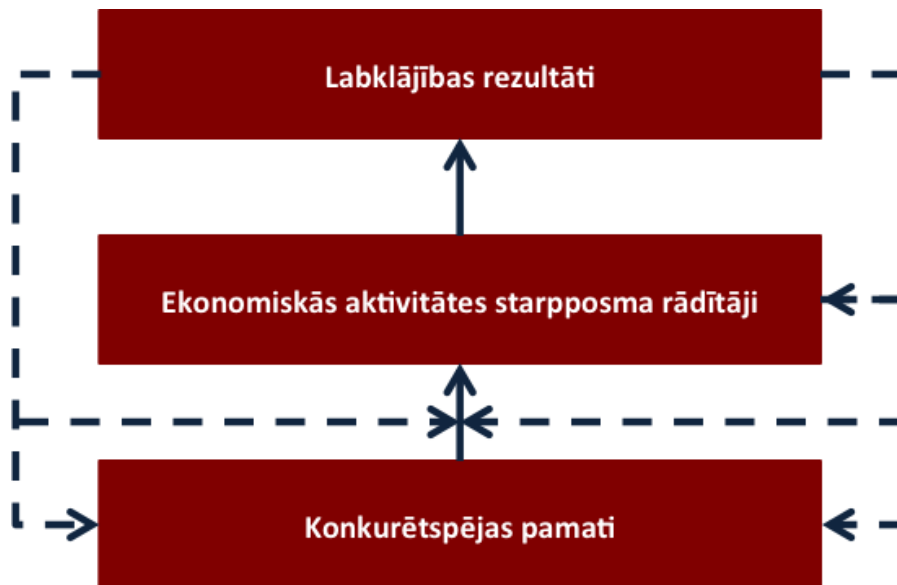 Labklājības rezultāti
Ekonomiskās aktivitātes starpposma rādītāji
Konkurētspējas pamati